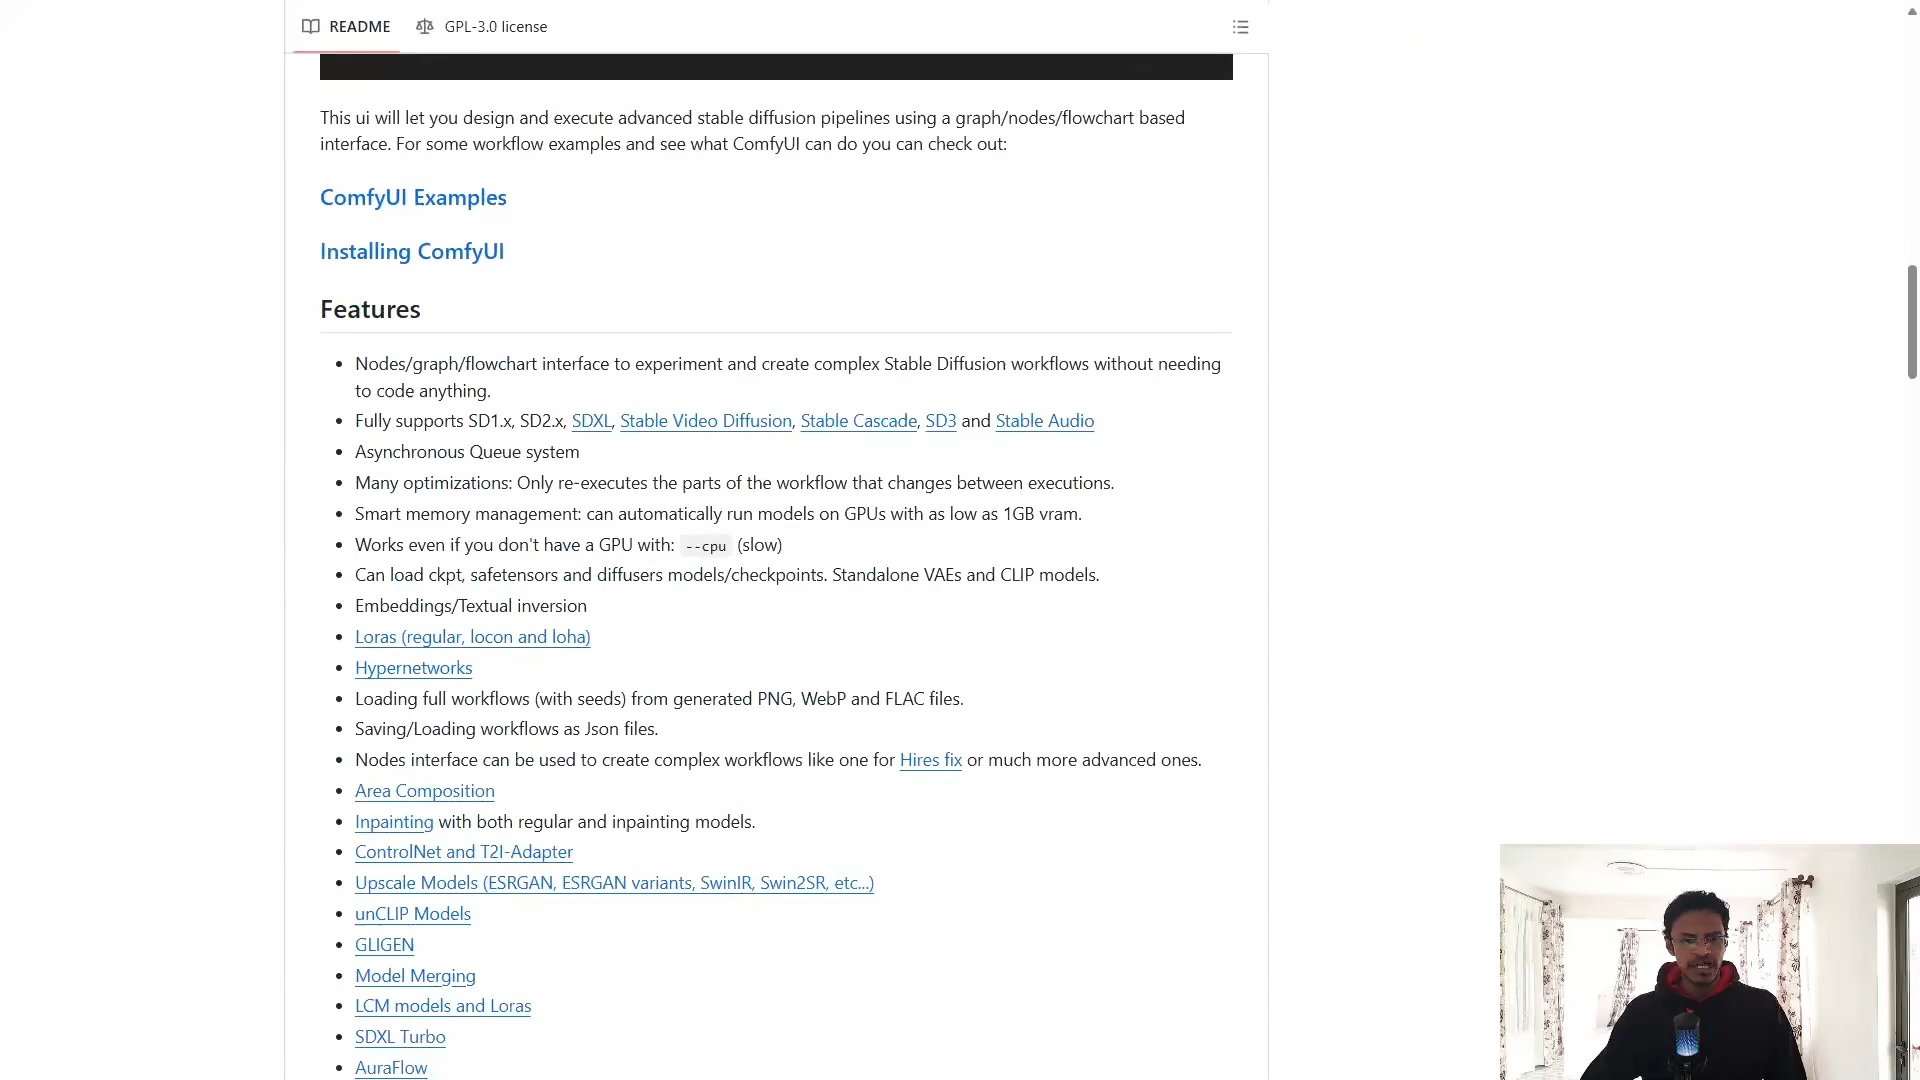 README
GPL-3.0 license
This ui will let you design and execute advanced stable diffusion pipelines using a graph/nodes/flowchart based
interface. For some workflow examples and see what ComfyUI can do you can check out:
ComfyUI Examples
Installing ComfyUI
Features
• Nodes/graph/flowchart interface to experiment and create complex Stable Diffusion workflows without needing
to code anything.
• Fully supports SD1.x, SD2.x, SDXL, Stable Video Diffusion, Stable Cascade, SD3 and Stable Audio
• Asynchronous Queue system
• Many optimizations: Only re-executes the parts of the workflow that changes between executions.
• Smart memory management: can automatically run models on GPUs with as low as 1GB vram.
• Works even if you don't have a GPU with: --cpu (slow)
• Can load ckpt, safetensors and diffusers models/checkpoints. Standalone VAEs and CLIP models.
• Embeddings/Textual inversion
• Loras (regular, locon and loha)
• Hypernetworks
• Loading full workflows (with seeds) from generated PNG, WebP and FLAC files.
• Saving/Loading workflows as Json files.
• Nodes interface can be used to create complex workflows like one for Hires fix or much more advanced ones.
• Area Composition
• Inpainting with both regular and inpainting models.
• ControlNet and T2I-Adapter
• Upscale Models (ESRGAN, ESRGAN variants, SwinIR, Swin2SR, etc...)
• unCLIP Models
• GLIGEN
• Model Merging
• LCM models and Loras
• SDXL Turbo
• AuraFlow